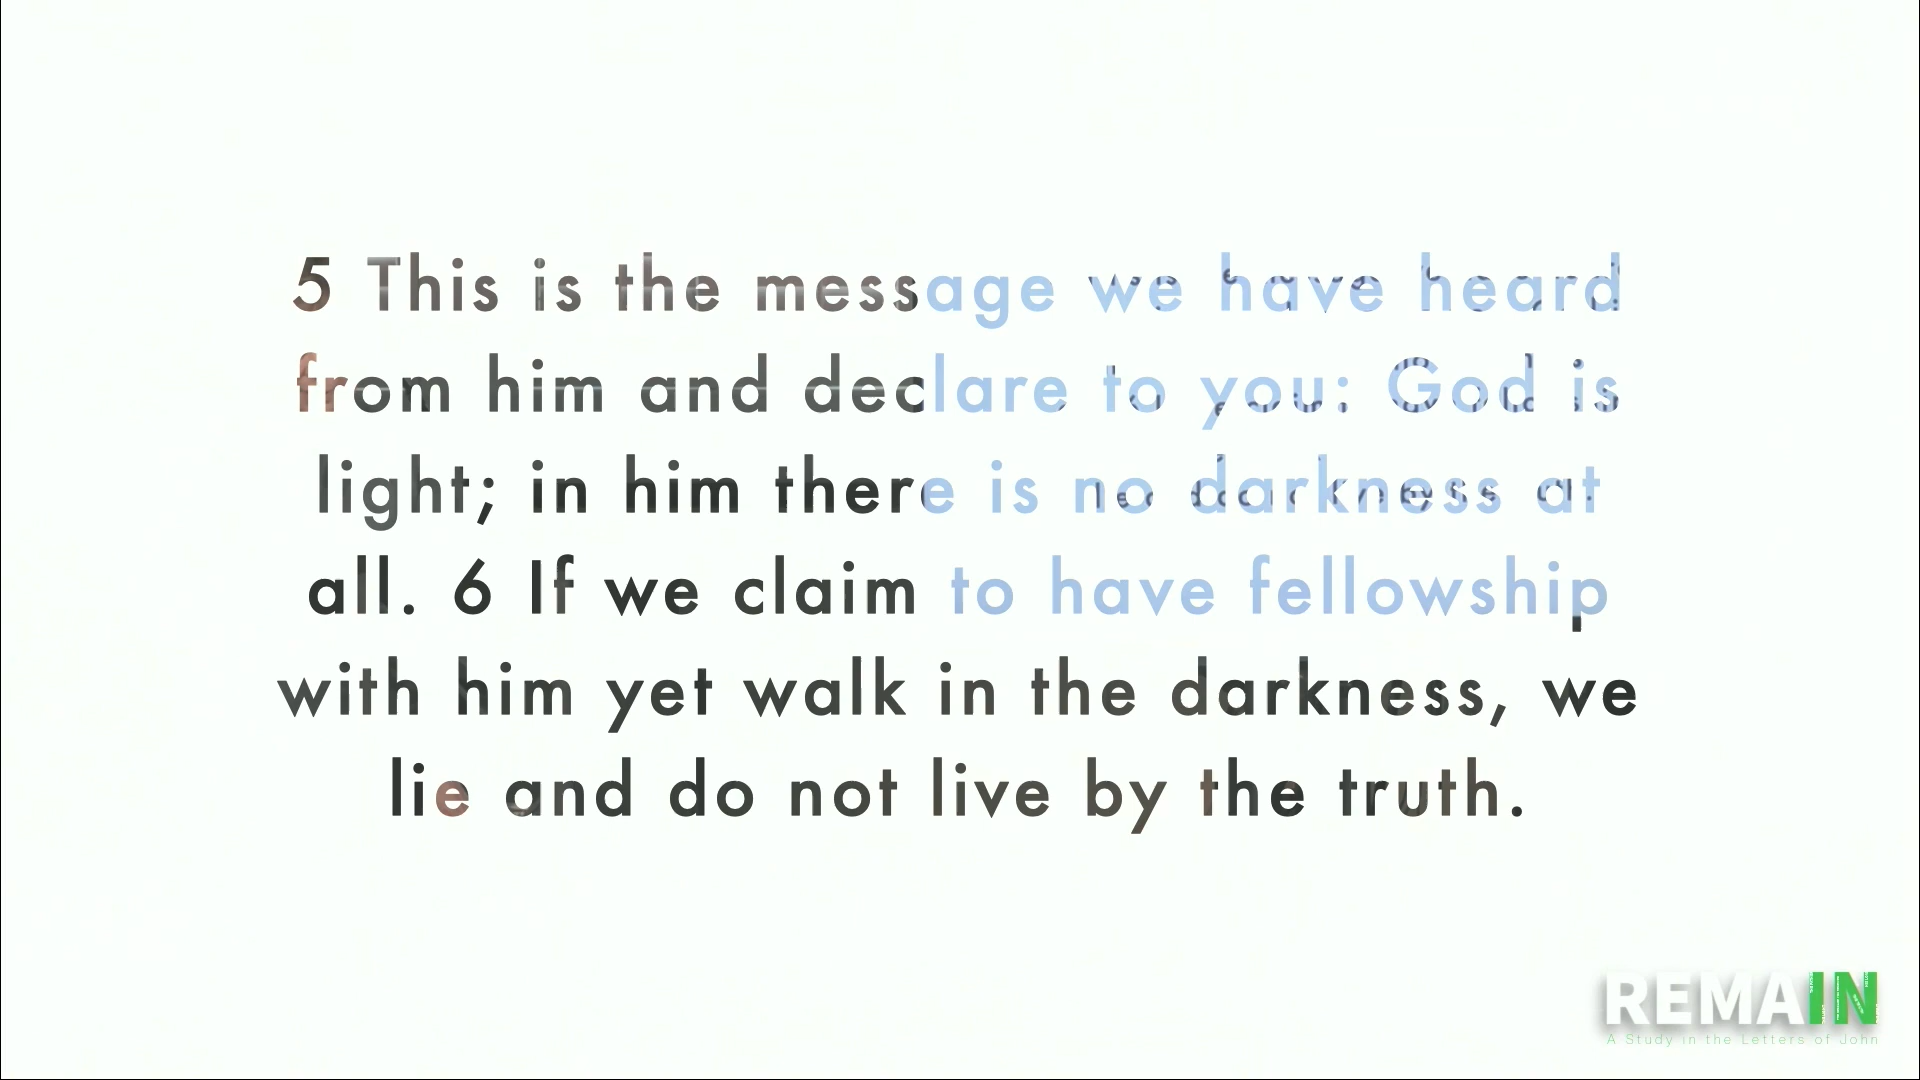 5 This is the message we have heard
from him and declare to you: God is
light; in him there is no darkness at
all. 6 If we claim to have fellowship
with him yet walk in the darkness, we
lie and do not live by the truth.
REMAIN
A Study in the Letters of John